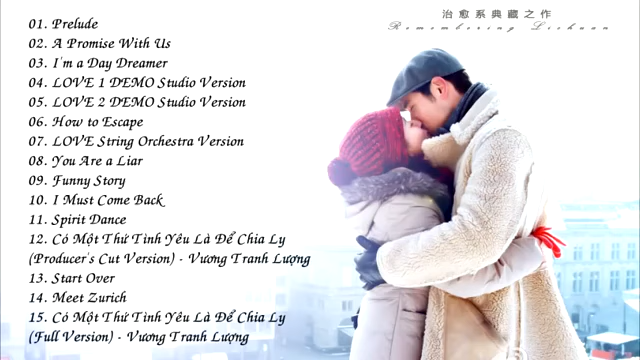 治愈系典藏之作
Remembering Lichuan
01. Prelude
02. A Promise With Us
03. I'm a Day Dreamer
04. LOVE 1 DEMO Studio Version
05. LOVE 2 DEMO Studio Version
06. How to Escape
07. LOVE String Orchestra Version
08. You Are a Liar
09. Funny Story
10. I Must Come Back
11. Spirit Dance
12. Có Một Thứ Tình Yêu Là Để Chia Ly
(Producer's Cut Version) - Vương Tranh Lượng
13. Start Over
14. Meet Zurich
15. Có Một Thứ Tình Yêu Là Để Chia Ly
(Full Version) - Vương Tranh Lượng